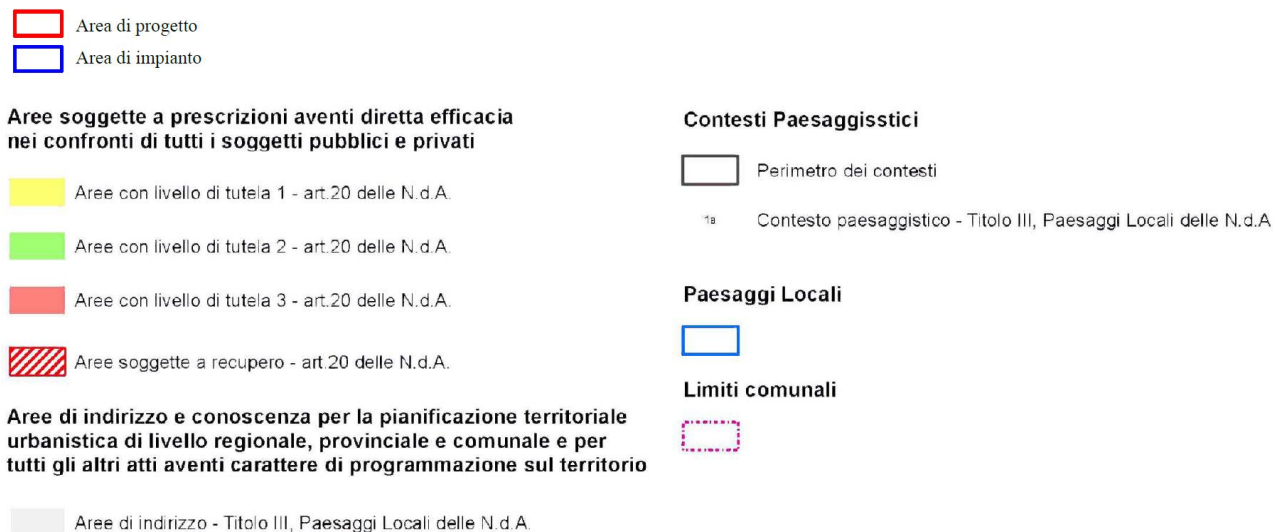 Area di progetto
Area di impianto
Aree soggette a prescrizioni aventi diretta efficacia
nei confronti di tutti i soggetti pubblici e privati
Aree con livello di tutela 1 - art.20 delle N.d.A.
Aree con livello di tutela 2 - art.20 delle N.d.A.
Aree con livello di tutela 3 - art.20 delle N.d.A.
Aree soggette a recupero - art.20 delle N.d.A.
Aree di indirizzo e conoscenza per la pianificazione territoriale
urbanistica di livello regionale, provinciale e comunale e per
tutti gli altri atti aventi carattere di programmazione sul territorio
Aree di indirizzo - Titolo III, Paesaggi Locali delle N.d.A.
Contesti Paesaggisstici
Perimetro dei contesti
1a Contesto paesaggistico - Titolo III, Paesaggi Locali delle N.d.A
Paesaggi Locali
Limiti comunali